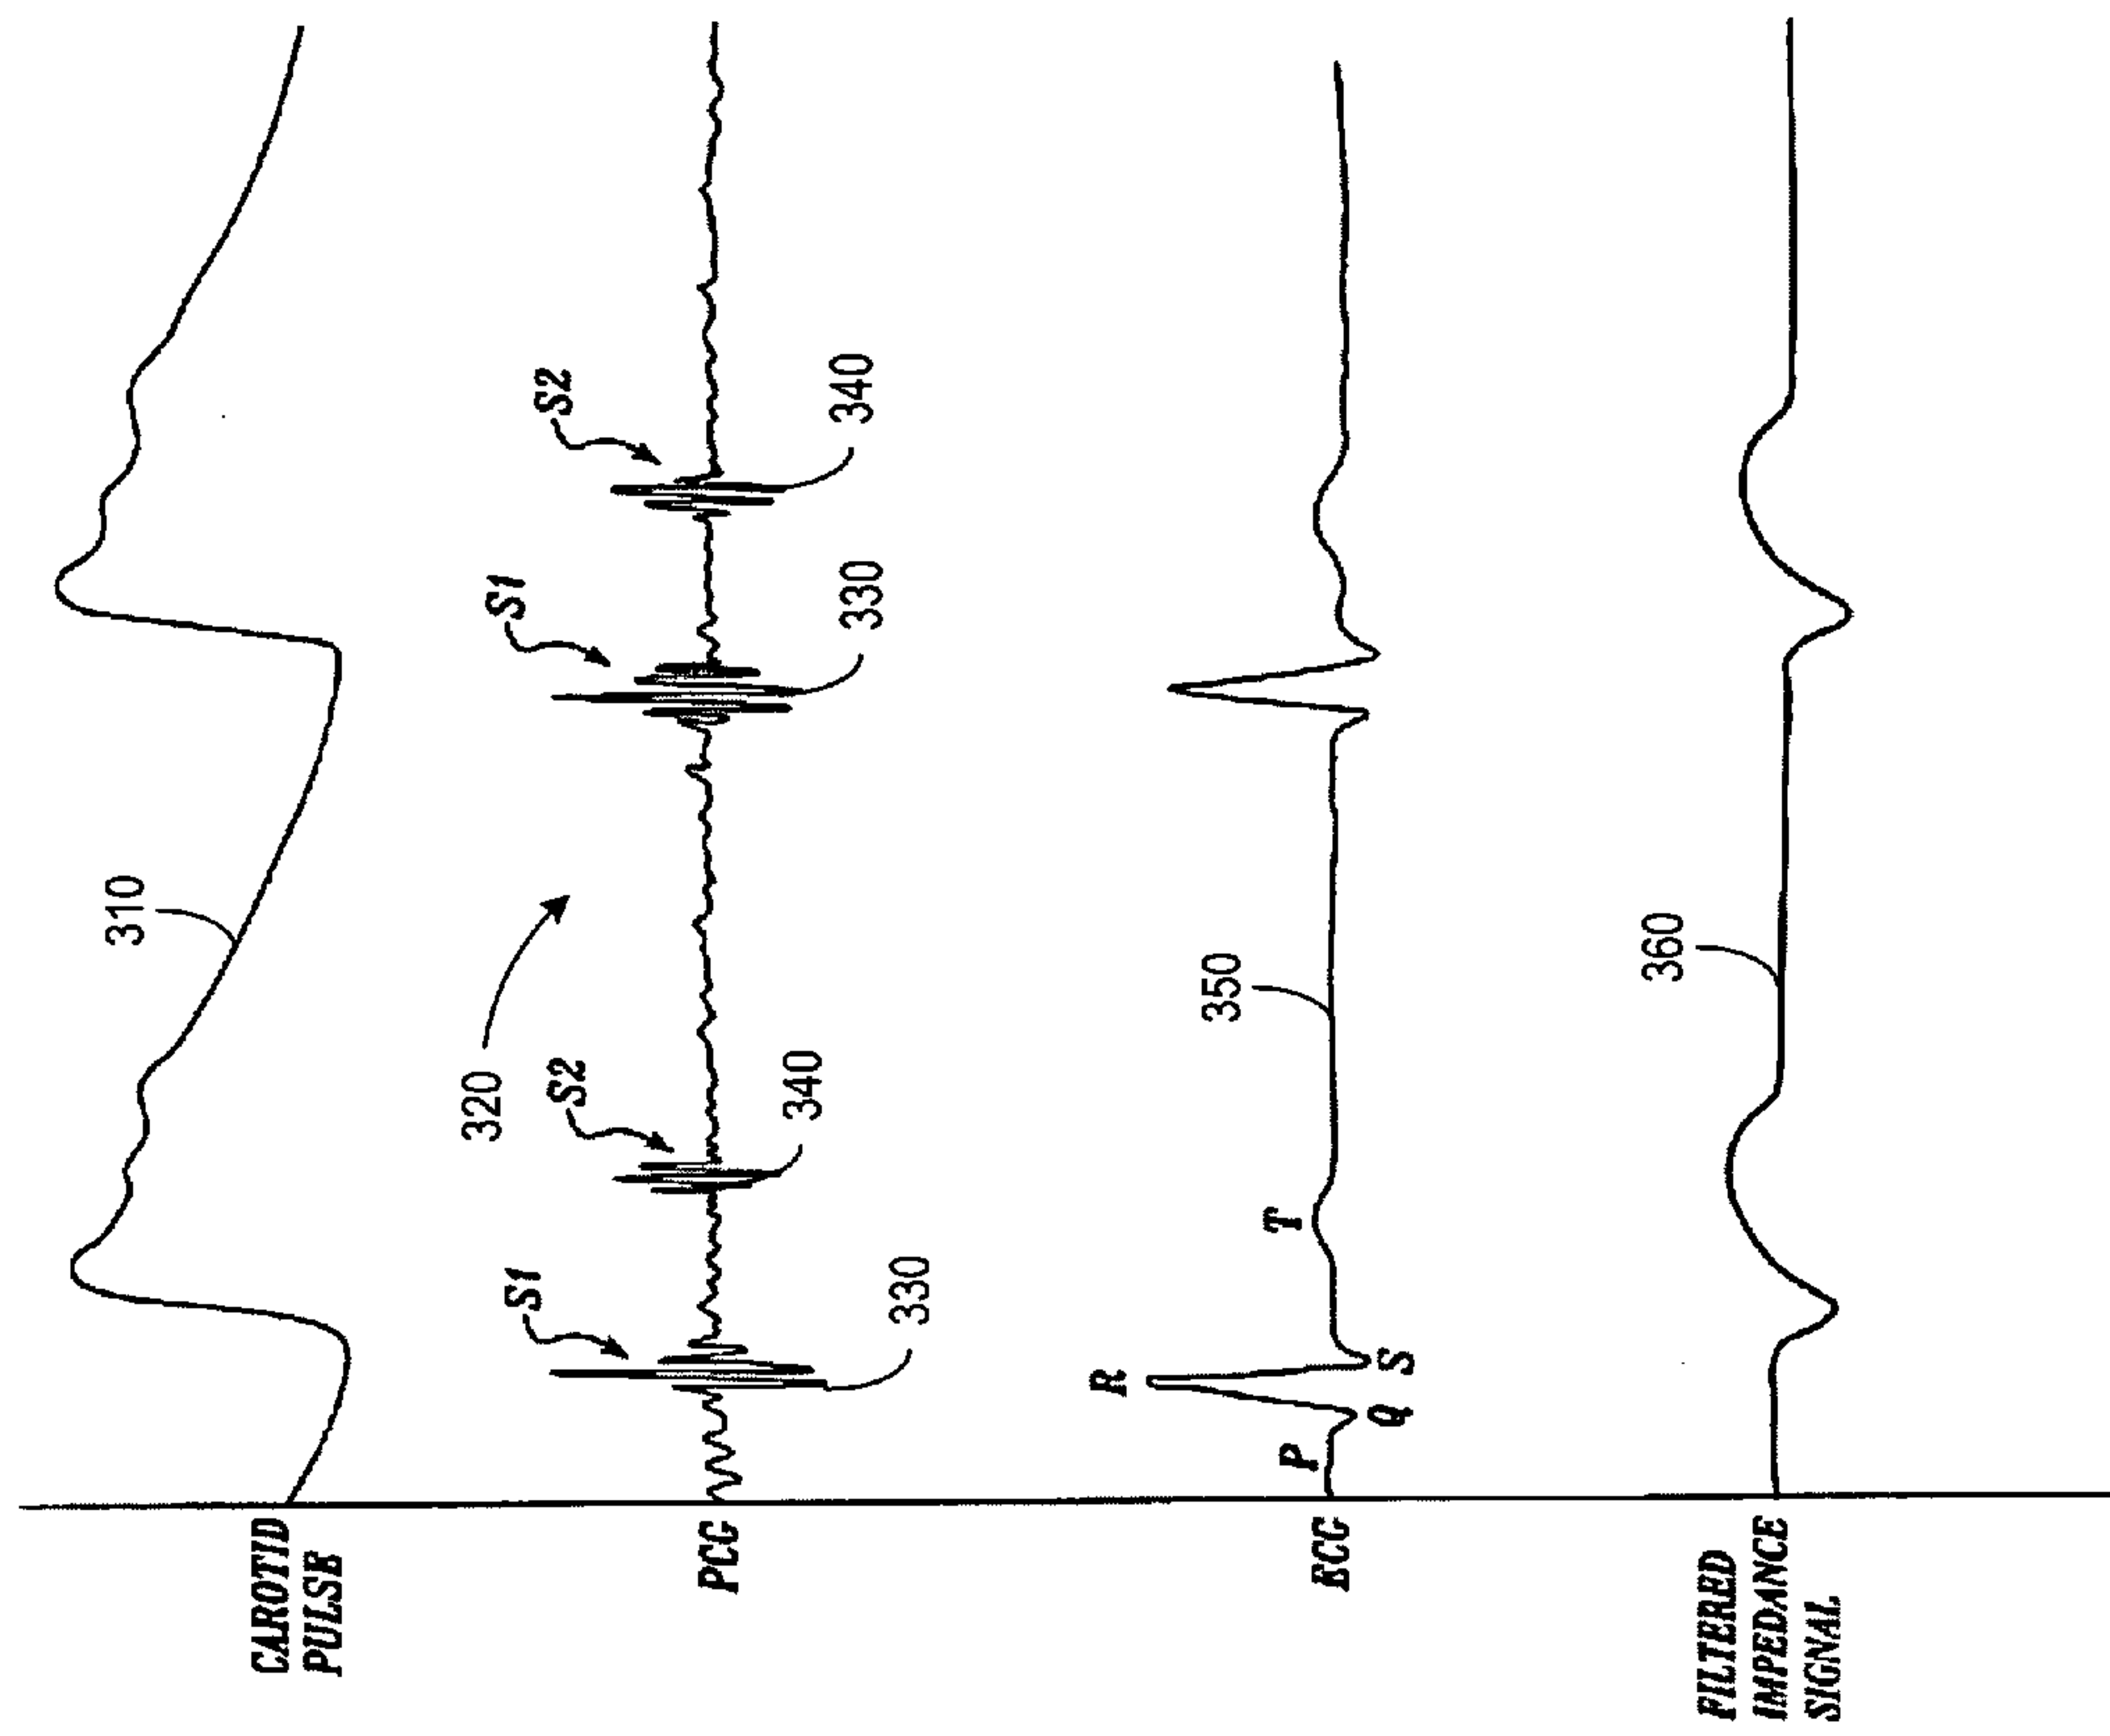 CAROTID
PULSE
310
PCG
320
S1
330
S2
340
S1
330
S2
340
ECG
350
P
Q
R
S
T
FILTERED
IMPEDANCE
SIGNAL
360